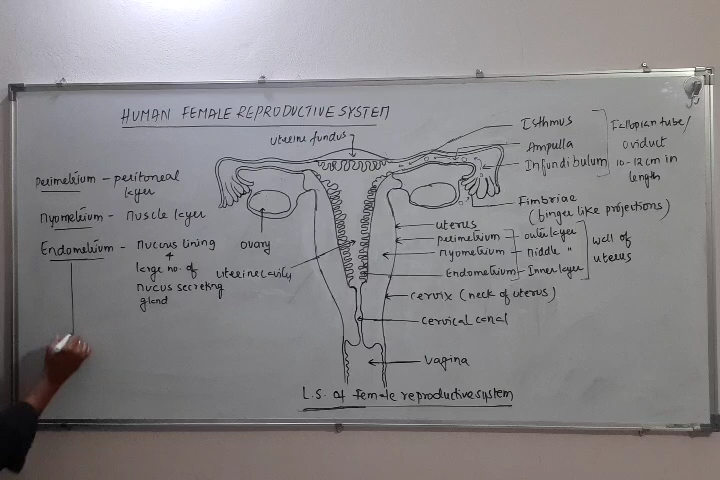 HUMAN FEMALE REPRODUCTIVE SYSTEM
uterine fundus
Isthmus
Ampulla
Infundibulum
Fallopian tube/
oviduct
10-12 cm in
length
Perimetrium - peritoneal
layer
Myometrium - Muscle layer
Endometrium - Muccus lining
+
large no. of
mucus secreting
gland
ovary
uterine cavity
Fimbriae
(binger like projections)
uterus
perimetrium - outer layer
myometrium - middle "
Endometrium - Inner layer
wall of
uterus
cervix (neck of uterus)
cervical canal
vagina
L.S. of female reproductive system